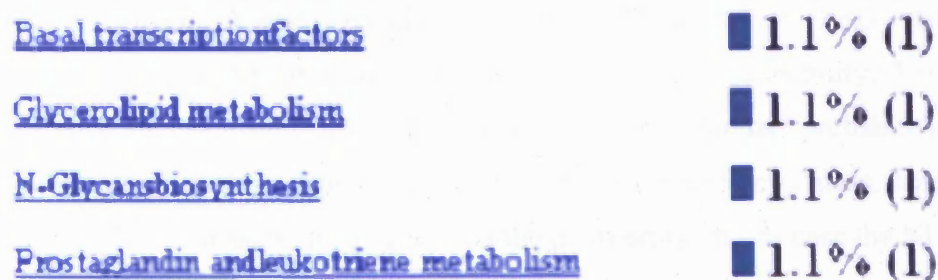 Basal transcriptionfactors 1.1% (1)
Glycerolipid metabolism 1.1% (1)
N-Glycansbiosynthesis 1.1% (1)
Prostaglandin andleukotriene metabolism 1.1% (1)